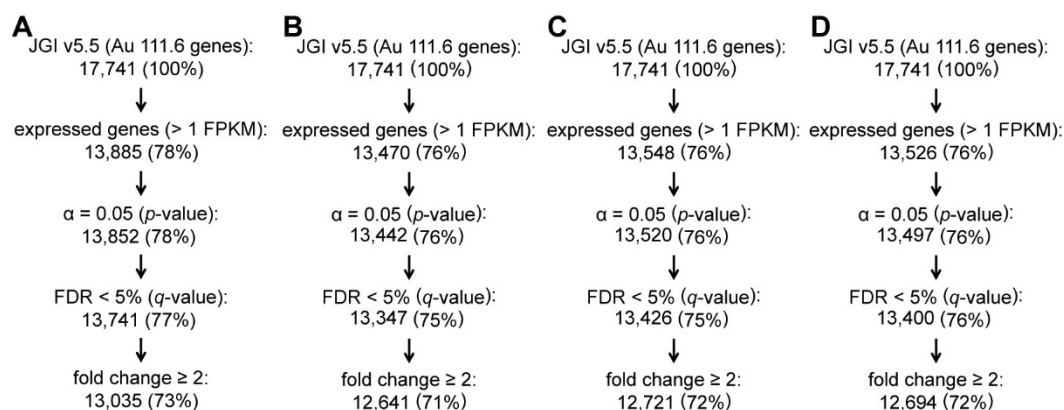 A
JGI v5.5 (Au 111.6 genes):
17,741 (100%)
expressed genes (> 1 FPKM):
13,885 (78%)
α = 0.05 (p-value):
13,852 (78%)
FDR < 5% (q-value):
13,741 (77%)
fold change ≥ 2:
13,035 (73%)
B
JGI v5.5 (Au 111.6 genes):
17,741 (100%)
expressed genes (> 1 FPKM):
13,470 (76%)
α = 0.05 (p-value):
13,442 (76%)
FDR < 5% (q-value):
13,347 (75%)
fold change ≥ 2:
12,641 (71%)
C
JGI v5.5 (Au 111.6 genes):
17,741 (100%)
expressed genes (> 1 FPKM):
13,548 (76%)
α = 0.05 (p-value):
13,520 (76%)
FDR < 5% (q-value):
13,426 (75%)
fold change ≥ 2:
12,721 (72%)
D
JGI v5.5 (Au 111.6 genes):
17,741 (100%)
expressed genes (> 1 FPKM):
13,526 (76%)
α = 0.05 (p-value):
13,497 (76%)
FDR < 5% (q-value):
13,400 (76%)
fold change ≥ 2:
12,694 (72%)